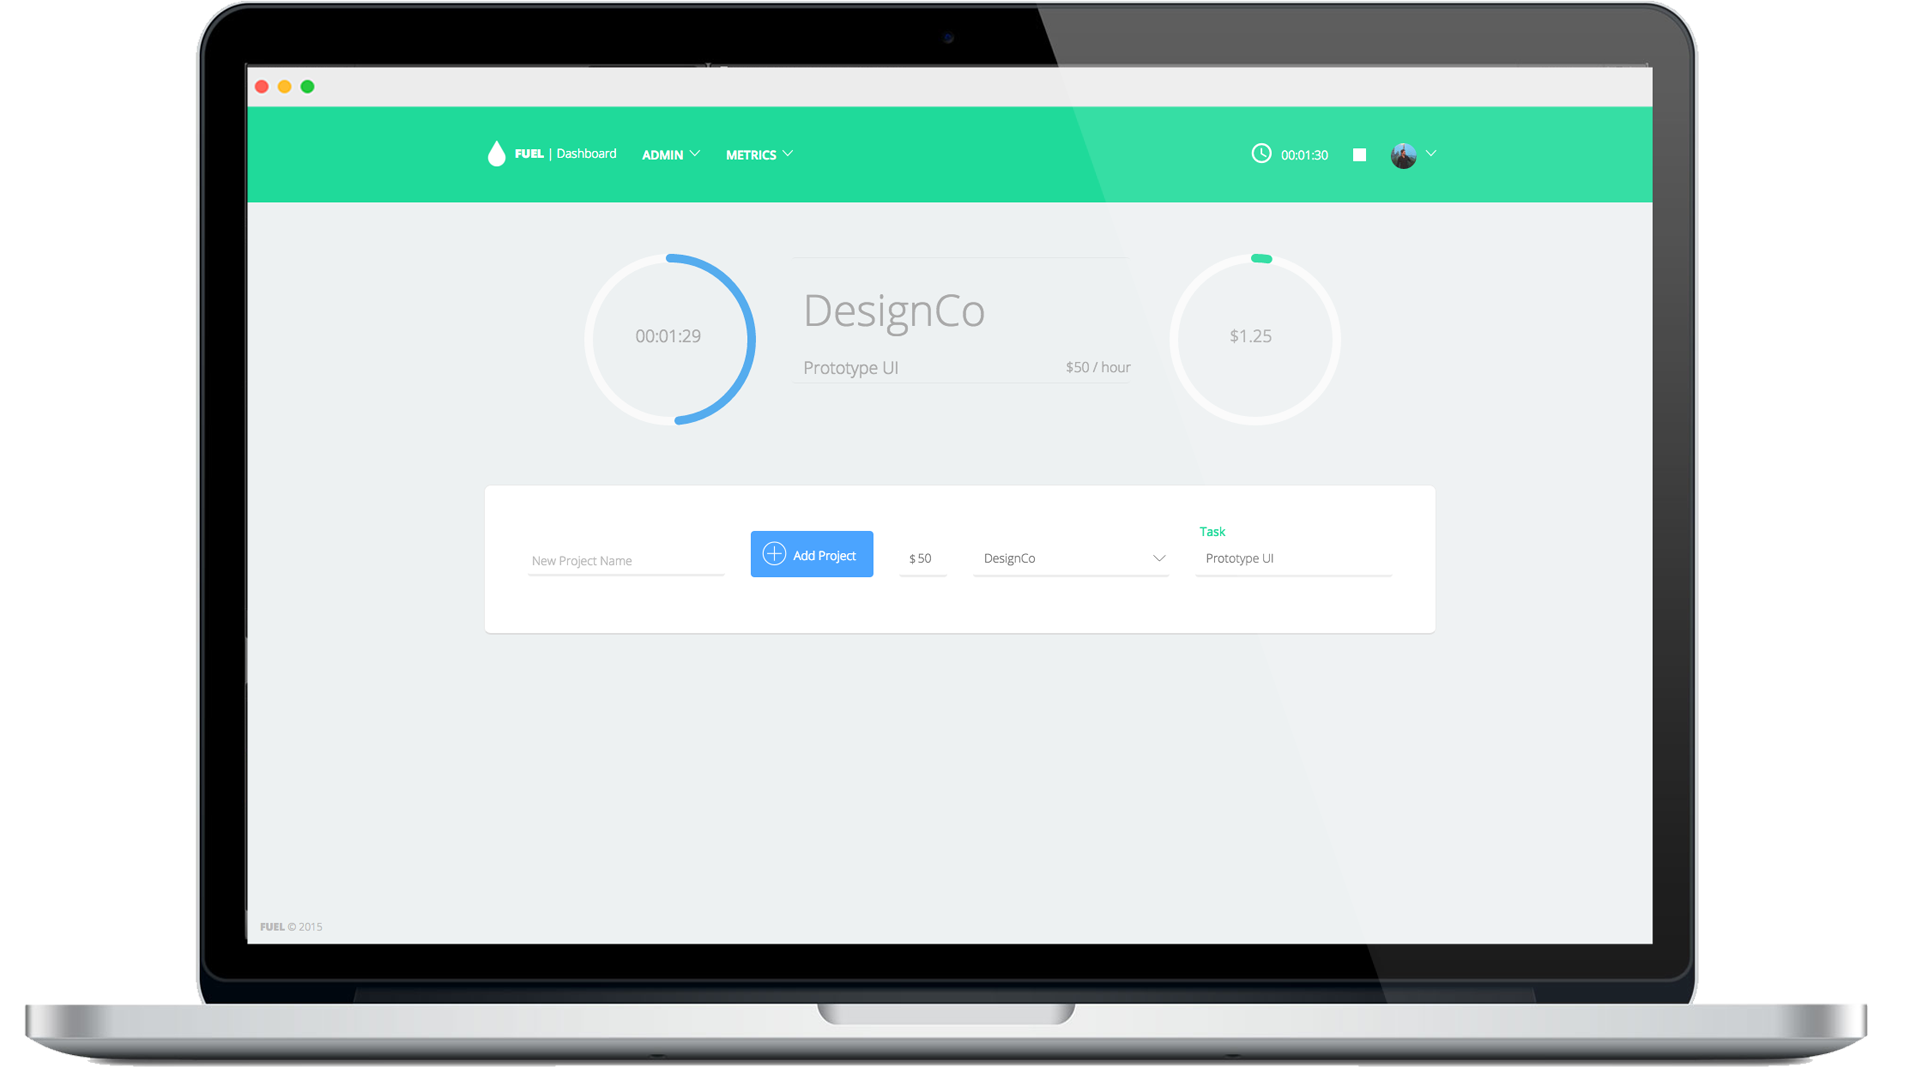 FUEL | Dashboard
ADMIN
METRICS
00:01:30
00:01:29
DesignCo
Prototype UI
$50 / hour
$1.25
New Project Name
Add Project
$ 50
DesignCo
Task
Prototype UI
FUEL © 2015